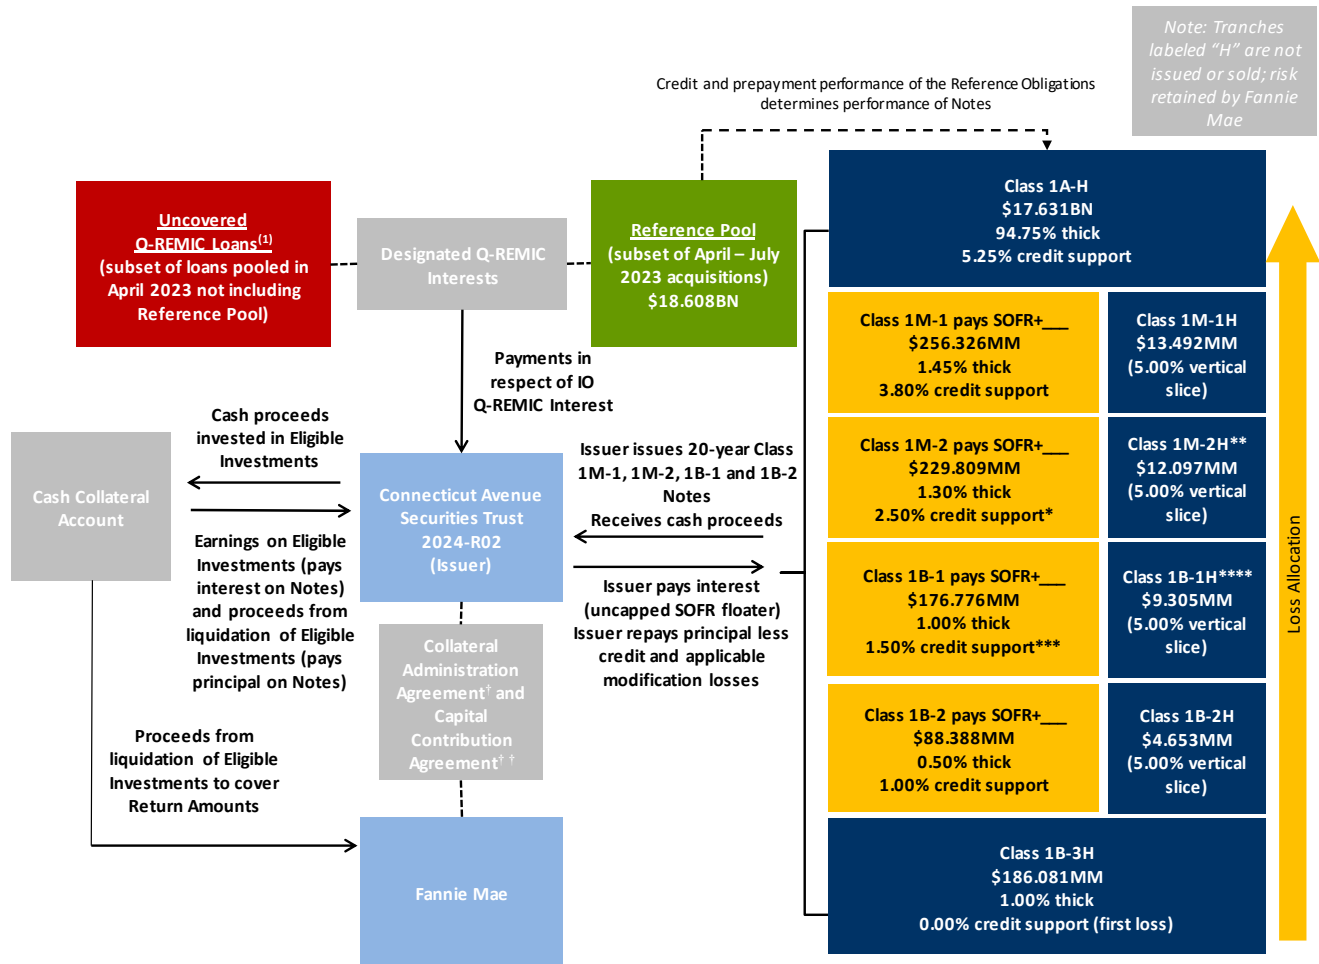 Note: Tranches
labeled "H" are not
issued or sold; risk
retained by Fannie
Mae
Credit and prepayment performance of the Reference Obligations
determines performance of Notes
Uncovered
Q-REMIC Loans(1)
(subset of loans pooled in
April 2023 not including
Reference Pool)
Designated Q-REMIC
Interests
Reference Pool
(subset of April – July
2023 acquisitions)
$18.608BN
Payments in
respect of IO
Q-REMIC Interest
Cash proceeds
invested in Eligible
Investments
Cash Collateral
Account
Earnings on Eligible
Investments (pays
interest on Notes)
and proceeds from
liquidation of Eligible
Investments (pays
principal on Notes)
Proceeds from
liquidation of Eligible
Investments to cover
Return Amounts
Connecticut Avenue
Securities Trust
2024-R02
(Issuer)
Collateral
Administration
Agreement† and
Capital
Contribution
Agreement† †
Fannie Mae
Issuer issues 20-year Class
1M-1, 1M-2, 1B-1 and 1B-2
Notes
Receives cash proceeds
Issuer pays interest
(uncapped SOFR floater)
Issuer repays principal less
credit and applicable
modification losses
Class 1A-H
$17.631BN
94.75% thick
5.25% credit support
Class 1M-1 pays SOFR+___
$256.326MM
1.45% thick
3.80% credit support
Class 1M-1H
$13.492MM
(5.00% vertical
slice)
Class 1M-2 pays SOFR+___
$229.809MM
1.30% thick
2.50% credit support*
Class 1M-2H**
$12.097MM
(5.00% vertical
slice)
Class 1B-1 pays SOFR+___
$176.776MM
1.00% thick
1.50% credit support***
Class 1B-1H****
$9.305MM
(5.00% vertical
slice)
Class 1B-2 pays SOFR+___
$88.388MM
0.50% thick
1.00% credit support
Class 1B-2H
$4.653MM
(5.00% vertical
slice)
Class 1B-3H
$186.081MM
1.00% thick
0.00% credit support (first loss)
Loss Allocation